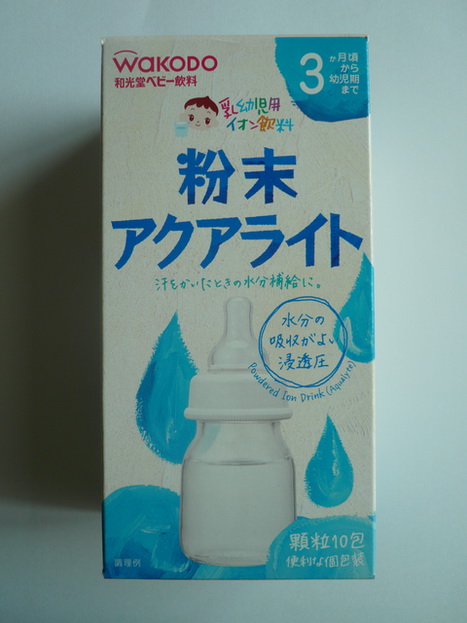 WAKODO
和光堂ベビー飲料
3か月頃
から
幼児期
まで
乳幼児用
イオン飲料
粉末
アクアライト
汗をかいたときの水分補給に。
水分の
吸収がよい
浸透圧
Powdered Ion Drink (Aqualyte)
顆粒10包
便利な個包装
調理例